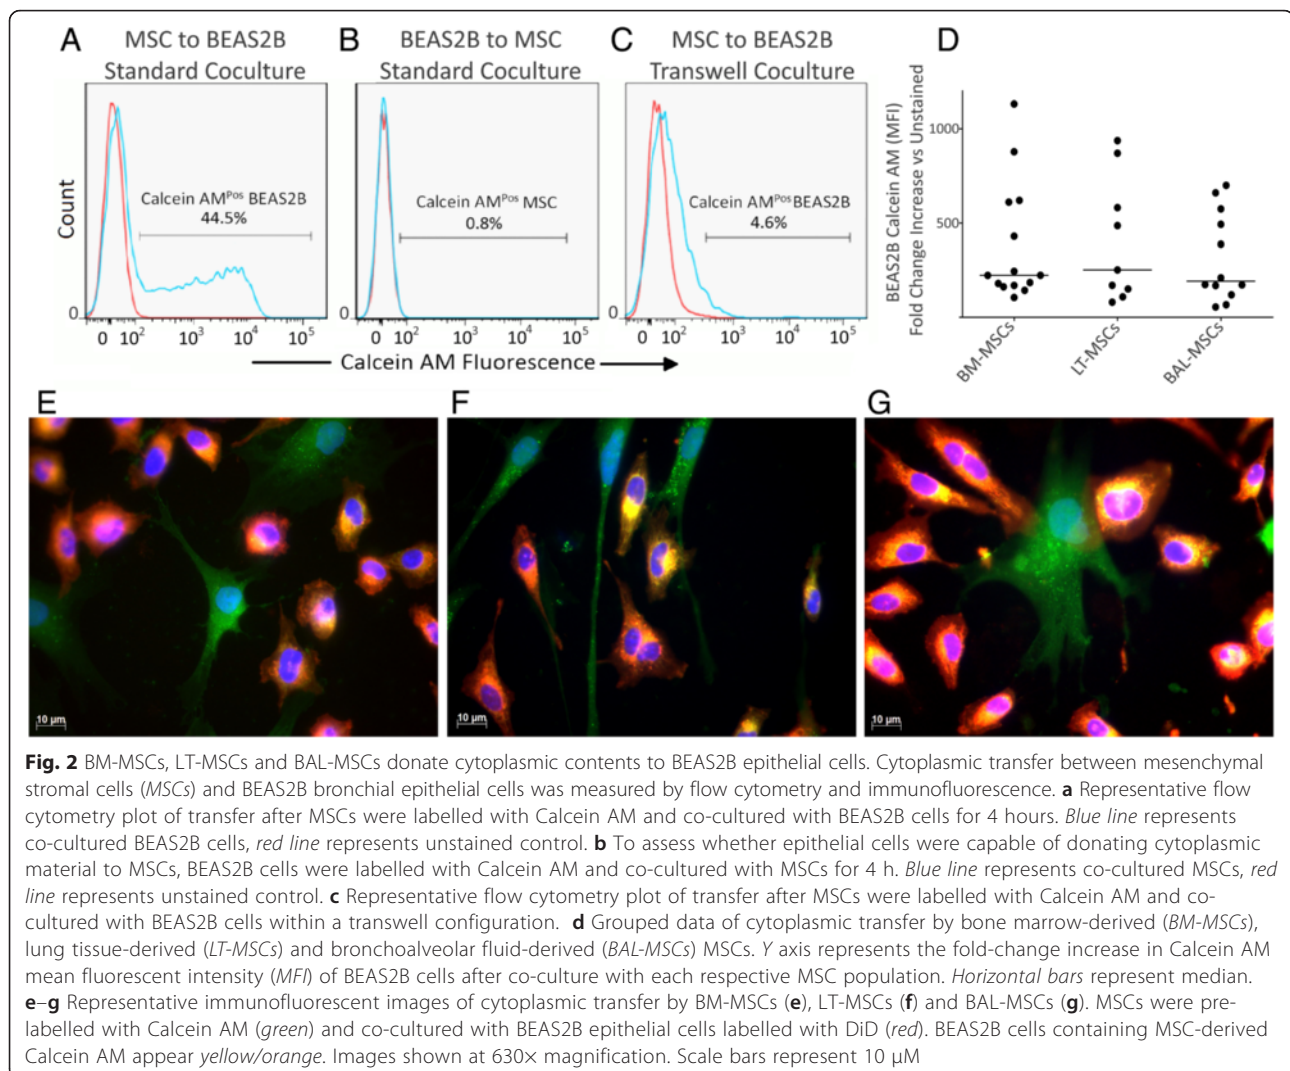 A
MSC to BEAS2B
Standard Coculture
B
BEAS2B to MSC
Standard Coculture
C
MSC to BEAS2B
Transwell Coculture
D
Count
0
Calcein AMPos BEAS2B
44.5%
0 10² 10³ 10⁴ 10⁵
0
Calcein AMPos MSC
0.8%
0 10² 10³ 10⁴ 10⁵
0
Calcein AMPos BEAS2B
4.6%
0 10² 10³ 10⁴ 10⁵
Calcein AM Fluorescence
BEAS2B Calcein AM (MFI)
Fold Change Increase vs Unstained
1000
500
BM-MSCs
LT-MSCs
BAL-MSCs
E
10 µm
F
10 µm
G
10 µm
Fig. 2 BM-MSCs, LT-MSCs and BAL-MSCs donate cytoplasmic contents to BEAS2B epithelial cells. Cytoplasmic transfer between mesenchymal
stromal cells (MSCs) and BEAS2B bronchial epithelial cells was measured by flow cytometry and immunofluorescence. a Representative flow
cytometry plot of transfer after MSCs were labelled with Calcein AM and co-cultured with BEAS2B cells for 4 hours. Blue line represents
co-cultured BEAS2B cells, red line represents unstained control. b To assess whether epithelial cells were capable of donating cytoplasmic
material to MSCs, BEAS2B cells were labelled with Calcein AM and co-cultured with MSCs for 4 h. Blue line represents co-cultured MSCs, red
line represents unstained control. c Representative flow cytometry plot of transfer after MSCs were labelled with Calcein AM and co-
cultured with BEAS2B cells within a transwell configuration. d Grouped data of cytoplasmic transfer by bone marrow-derived (BM-MSCs),
lung tissue-derived (LT-MSCs) and bronchoalveolar fluid-derived (BAL-MSCs) MSCs. Y axis represents the fold-change increase in Calcein AM
mean fluorescent intensity (MFI) of BEAS2B cells after co-culture with each respective MSC population. Horizontal bars represent median.
e–g Representative immunofluorescent images of cytoplasmic transfer by BM-MSCs (e), LT-MSCs (f) and BAL-MSCs (g). MSCs were pre-
labelled with Calcein AM (green) and co-cultured with BEAS2B epithelial cells labelled with DiD (red). BEAS2B cells containing MSC-derived
Calcein AM appear yellow/orange. Images shown at 630× magnification. Scale bars represent 10 µM